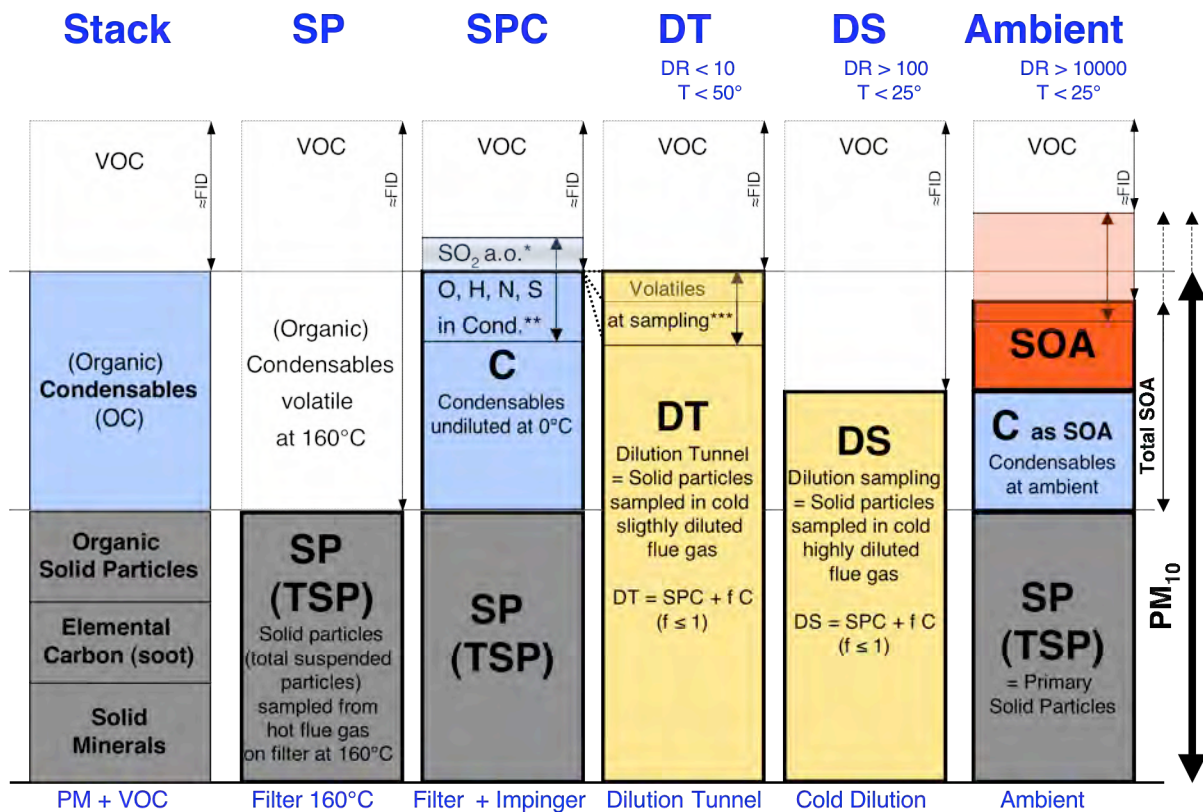 Stack
SP
SPC
DT
DS
Ambient
DR < 10
T < 50°
DR > 100
T < 25°
DR > 10000
T < 25°
VOC
≈FID
(Organic)
Condensables
(OC)
Organic
Solid Particles
Elemental
Carbon (soot)
Solid
Minerals
PM + VOC
VOC
≈FID
(Organic)
Condensables
volatile
at 160°C
SP
(TSP)
Solid particles
(total suspended
particles)
sampled from
hot flue gas
on filter at 160°C
Filter 160°C
VOC
≈FID
SO2 a.o.*
O, H, N, S
in Cond.**
C
Condensables
undiluted at 0°C
SP
(TSP)
Filter + Impinger
VOC
≈FID
Volatiles
at sampling***
DT
Dilution Tunnel
= Solid particles
sampled in cold
sligthly diluted
flue gas
DT = SPC + f C
(f ≤ 1)
Dilution Tunnel
VOC
≈FID
DS
Dilution sampling
= Solid particles
sampled in cold
highly diluted
flue gas
DS = SPC + f C
(f ≤ 1)
Cold Dilution
VOC
≈FID
SOA
C as SOA
Condensables
at ambient
SP
(TSP)
= Primary
Solid Particles
Ambient
Total SOA
PM10